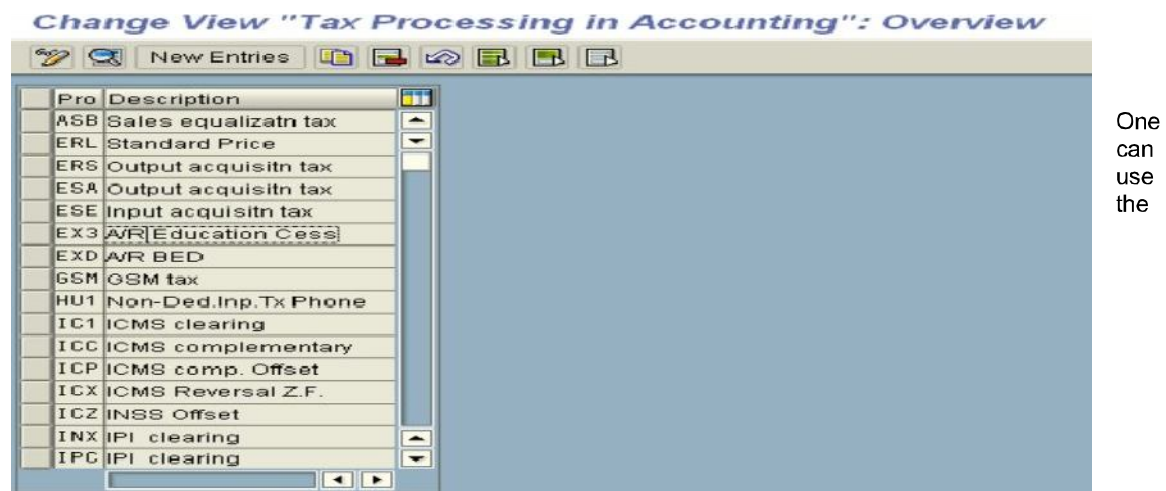 Change View "Tax Processing in Accounting": Overview
New Entries
Pro Description
ASB Sales equalizatn tax
ERL Standard Price
ERS Output acquisitn tax
ESA Output acquisitn tax
ESE Input acquisitn tax
EX3 A/R Education Cess
EXD A/R BED
GSM GSM tax
HU1 Non-Ded.Inp.Tx Phone
IC1 ICMS clearing
ICC ICMS complementary
ICP ICMS comp. Offset
ICX ICMS Reversal Z.F.
ICZ INSS Offset
INX IPI clearing
IPC IPI clearing
One
can
use
the